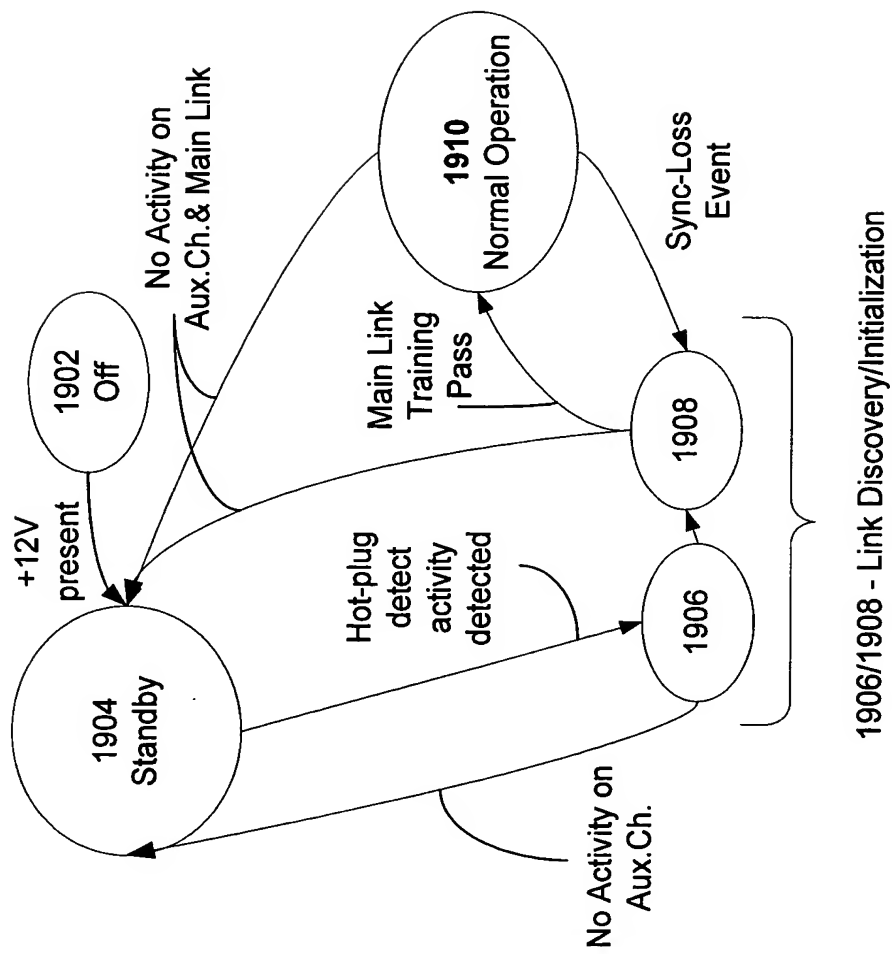 +12V
present
1902
Off
No Activity on
Aux.Ch.& Main Link
1904
Standby
Hot-plug
detect
activity
detected
Main Link
Training
Pass
1910
Normal Operation
No Activity on
Aux.Ch.
1906
1908
Sync-Loss
Event
1906/1908 - Link Discovery/Initialization